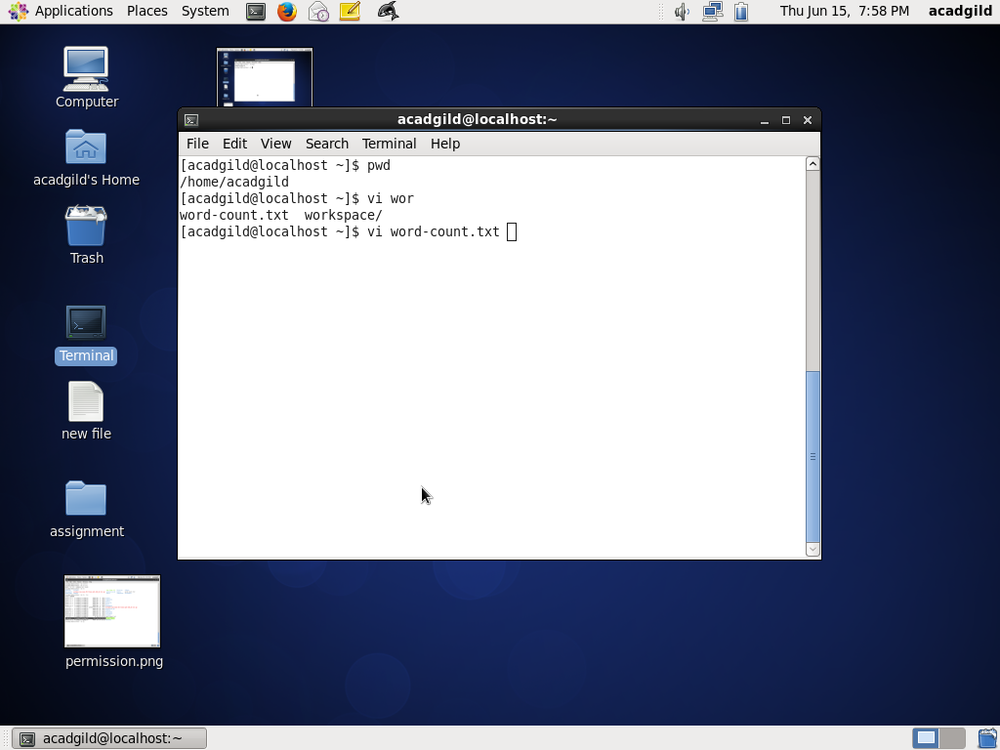 Applications Places System Thu Jun 15, 7:58 PM acadgild
Computer
acadgild's Home
Trash
Terminal
new file
assignment
permission.png
acadgild@localhost:~
File Edit View Search Terminal Help
[acadgild@localhost ~]$ pwd
/home/acadgild
[acadgild@localhost ~]$ vi wor
word-count.txt  workspace/
[acadgild@localhost ~]$ vi word-count.txt
acadgild@localhost:~